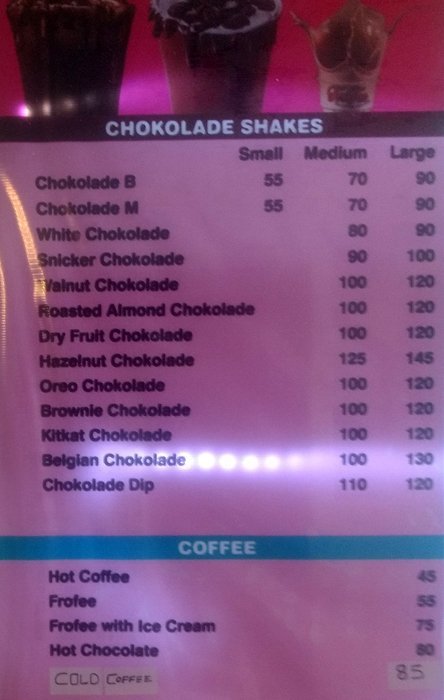 CHOKOLADE SHAKES
Small Medium Large
Chokolade B 55 70 90
Chokolade M 55 70 90
White Chokolade 80 90
Snicker Chokolade 90 100
Walnut Chokolade 100 120
Roasted Almond Chokolade 100 120
Dry Fruit Chokolade 100 120
Hazelnut Chokolade 125 145
Oreo Chokolade 100 120
Brownie Chokolade 100 120
Kitkat Chokolade 100 120
Belgian Chokolade 100 130
Chokolade Dip 110 120
COFFEE
Hot Coffee 45
Frofee 55
Frofee with Ice Cream 75
Hot Chocolate 80
COLD COFFEE 85